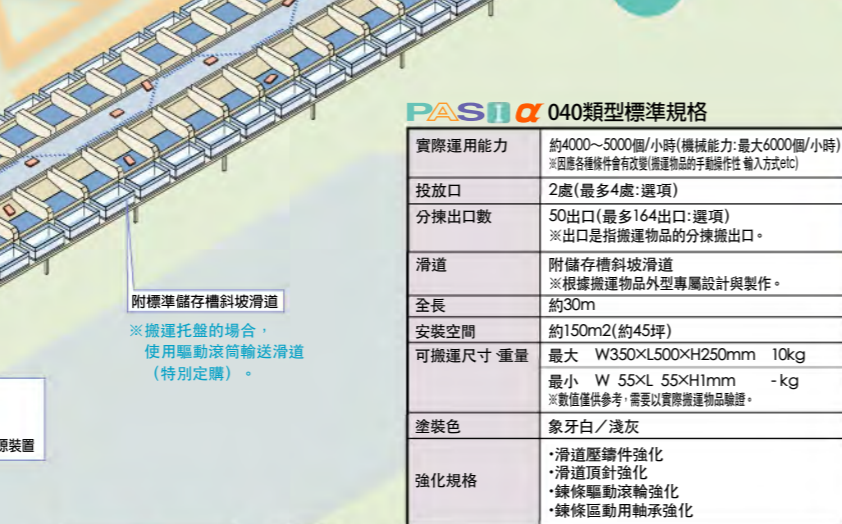 附標準儲存槽斜坡滑道
※搬運托盤的場合，
使用驅動滾筒輸送滑道
（特別定購）。
源裝置
PAS α 040類型標準規格
實際運用能力 約4000～5000個/小時(機械能力:最大6000個/小時)
※因應各種條件會有改變(搬運物品的手動操作性 輸入方式etc)
投放口 2處(最多4處:選項)
分揀出口數 50出口(最多164出口:選項)
※出口是指搬運物品的分揀搬出口。
滑道 附儲存槽斜坡滑道
※根據搬運物品外型專屬設計與製作。
全長 約30m
安裝空間 約150m2(約45坪)
可搬運尺寸·重量 最大 W350×L500×H250mm 10kg
最小 W 55×L 55×H1mm -kg
※數值僅供參考，需要以實際搬運物品驗證。
塗裝色 象牙白／淺灰
強化規格 ·滑道壓鑄件強化
·滑道頂針強化
·鍊條驅動滾輪強化
·鍊條區動用軸承強化